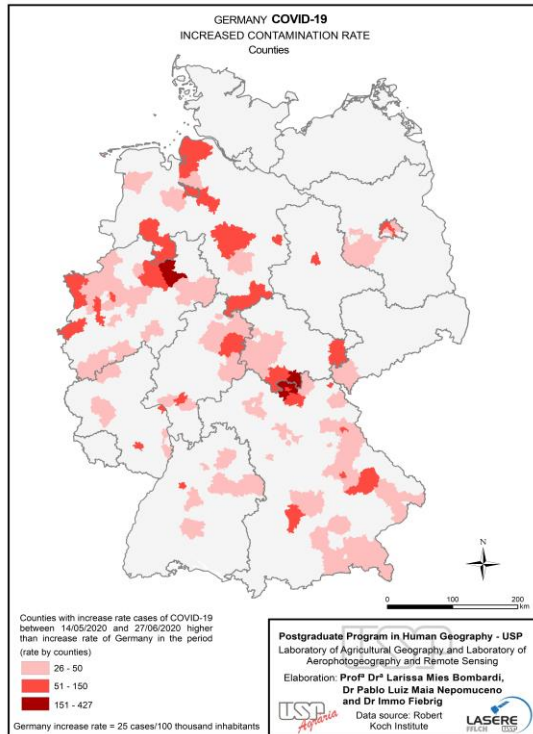 GERMANY COVID-19
INCREASED CONTAMINATION RATE
Counties
N
0 100 200
km
Counties with increase rate cases of COVID-19
between 14/05/2020 and 27/06/2020 higher
than increase rate of Germany in the period
(rate by counties)
26 - 50
51 - 150
151 - 427
Germany increase rate = 25 cases/100 thousand inhabitants
USP
Postgraduate Program in Human Geography - USP
Laboratory of Agricultural Geography and Laboratory of
Aerophotogeography and Remote Sensing
Elaboration: Profª Drª Larissa Mies Bombardi,
Dr Pablo Luiz Maia Nepomuceno
and Dr Immo Fiebrig
Data source: Robert
Koch Institute
USP
Agrária
LASERE
FFLCH USP